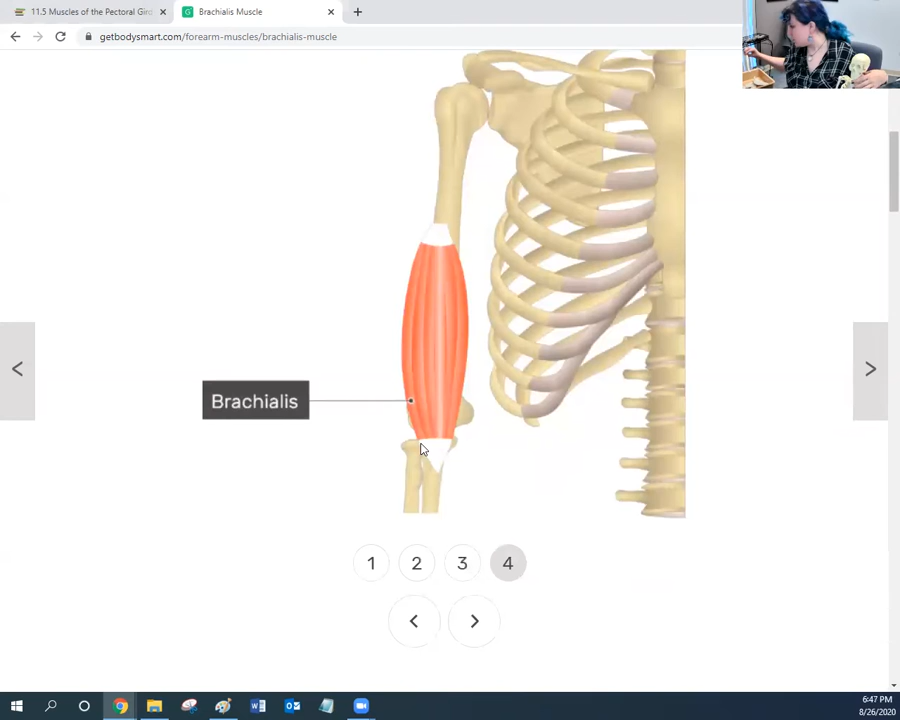 11.5 Muscles of the Pectoral Gird
Brachialis Muscle
getbodysmart.com/forearm-muscles/brachialis-muscle
Brachialis
1 2 3 4
6:47 PM
8/26/2020